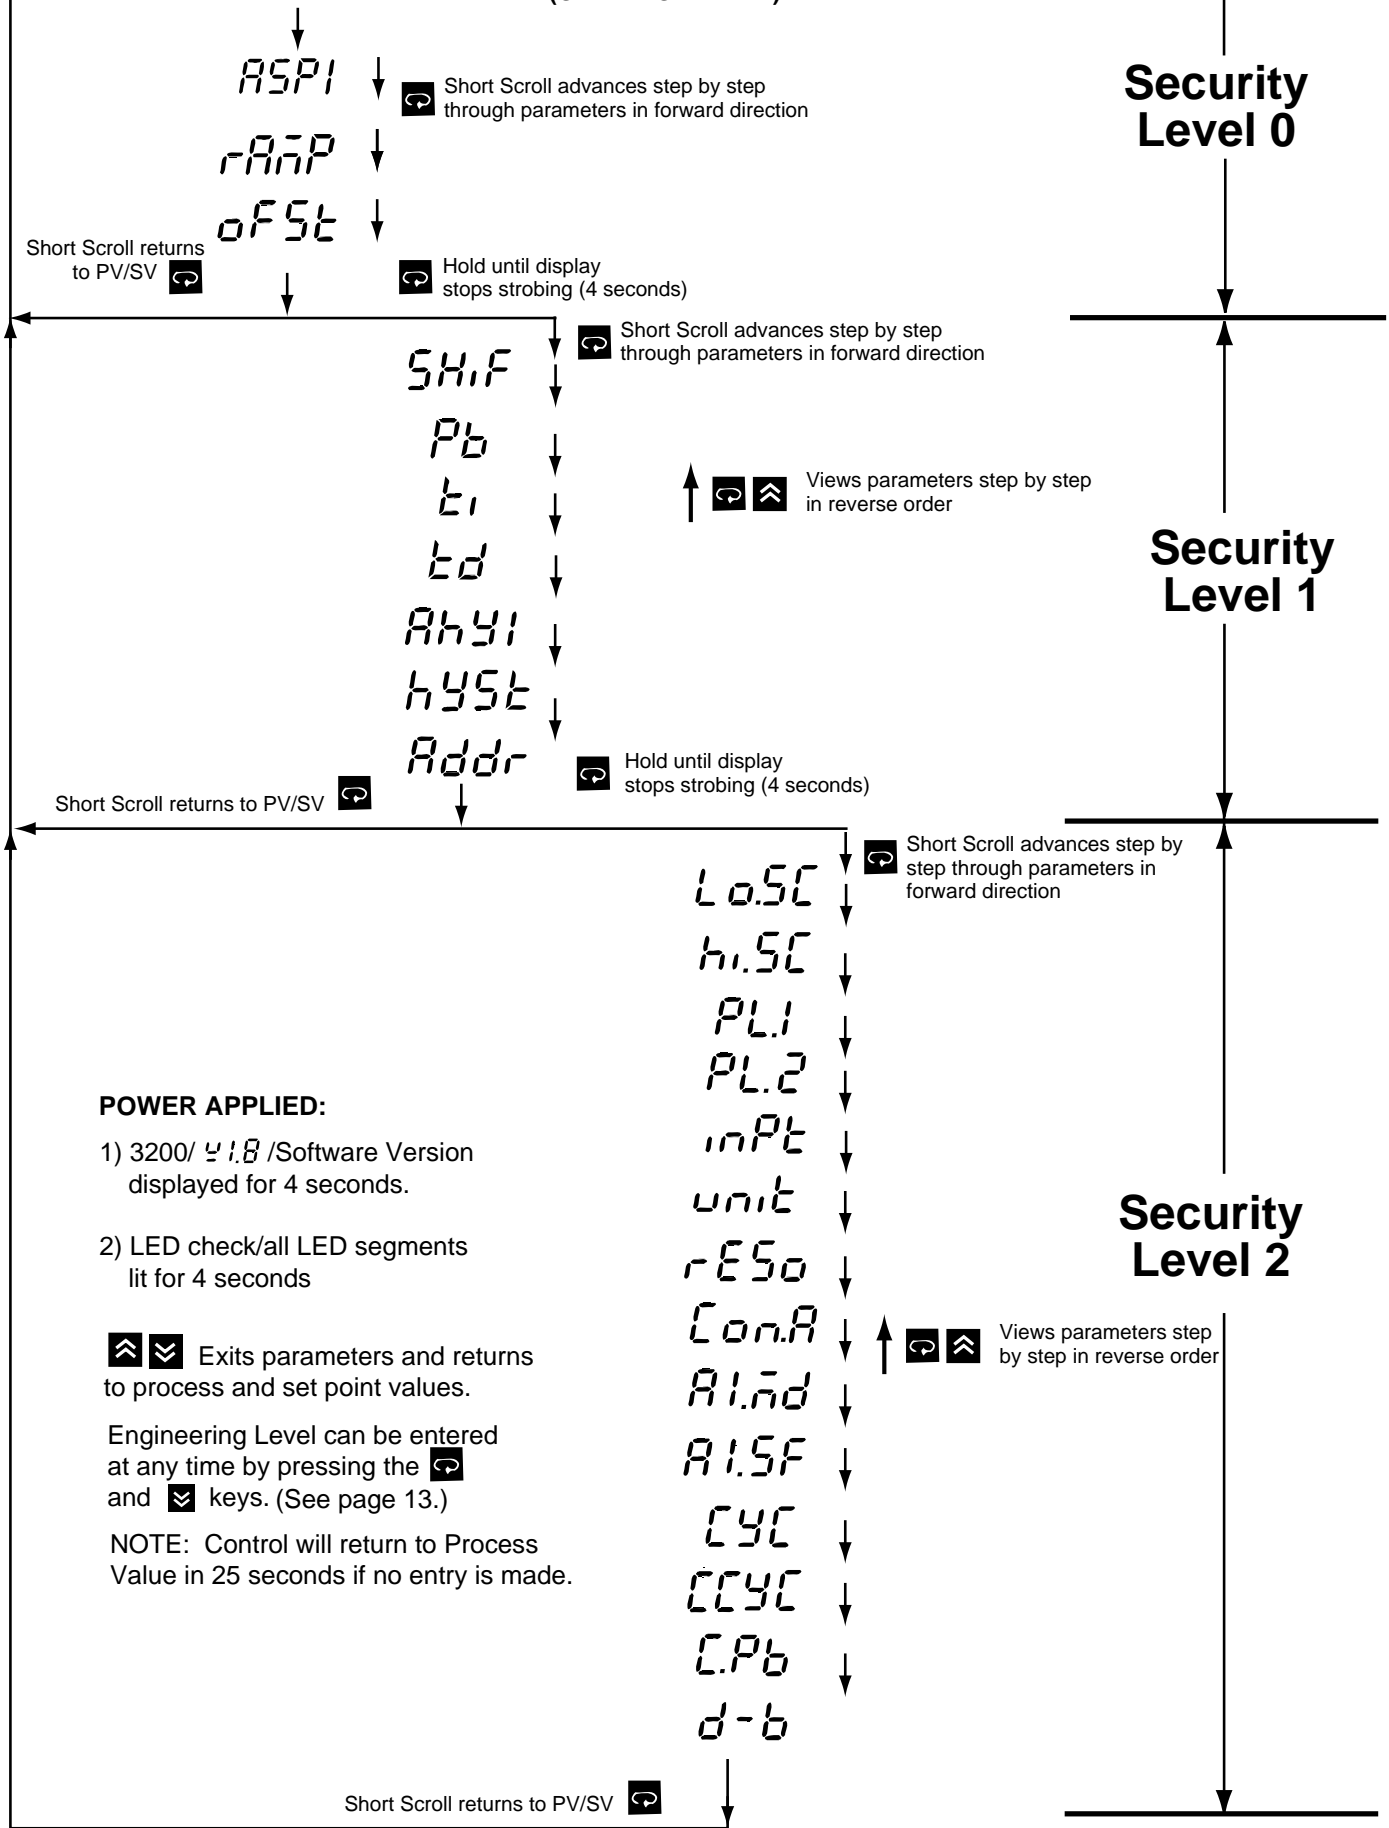 ASP1
Short Scroll advances step by step
through parameters in forward direction
Security
Level 0
rAmP
oFSt
Short Scroll returns
to PV/SV
Hold until display
stops strobing (4 seconds)
Short Scroll advances step by step
through parameters in forward direction
SHiF
Pb
ti
Views parameters step by step
in reverse order
td
Security
Level 1
AhY1
hYSt
Addr
Hold until display
stops strobing (4 seconds)
Short Scroll returns to PV/SV
Short Scroll advances step by
step through parameters in
forward direction
Lo.SC
hi.SC
PL.1
PL.2
POWER APPLIED:
inPt
1) 3200/ V1.8 /Software Version
displayed for 4 seconds.
unit
Security
Level 2
2) LED check/all LED segments
lit for 4 seconds
rESo
Con.A
Views parameters step
by step in reverse order
Exits parameters and returns
to process and set point values.
A1.md
Engineering Level can be entered
at any time by pressing the
and keys. (See page 13.)
A1.SF
CYC
NOTE: Control will return to Process
Value in 25 seconds if no entry is made.
CCYC
C.Pb
d-b
Short Scroll returns to PV/SV